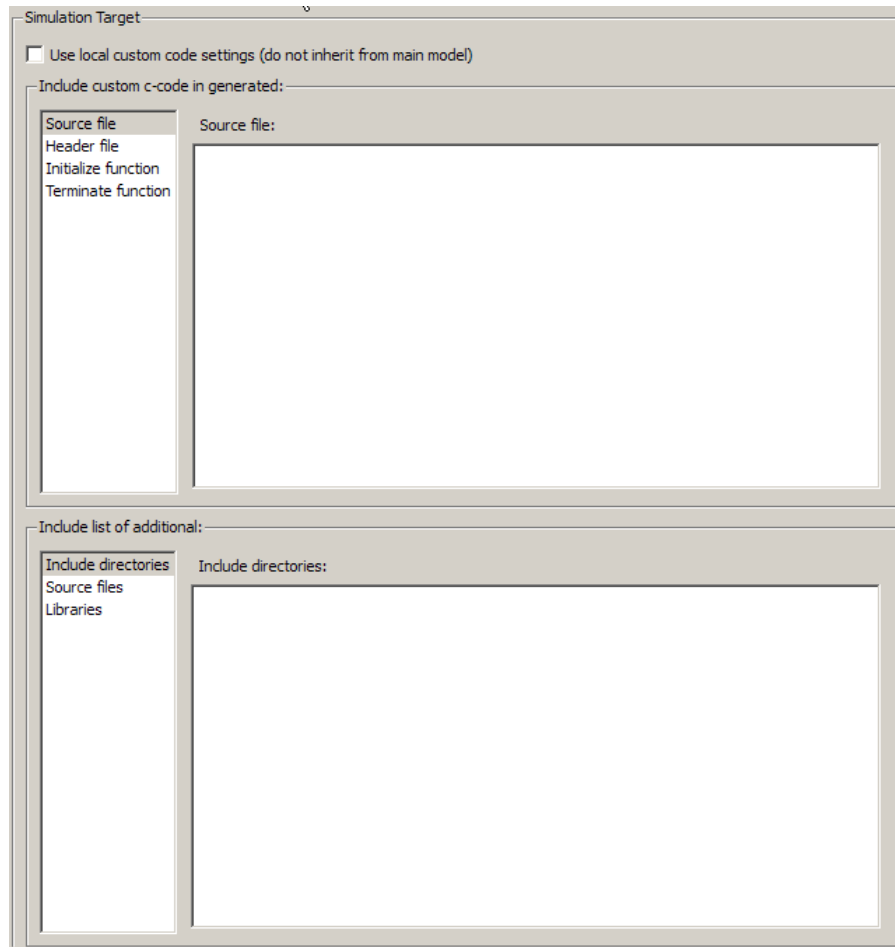 Simulation Target
Use local custom code settings (do not inherit from main model)
Include custom c-code in generated:
Source file
Header file
Initialize function
Terminate function
Source file:
Include list of additional:
Include directories
Source files
Libraries
Include directories: